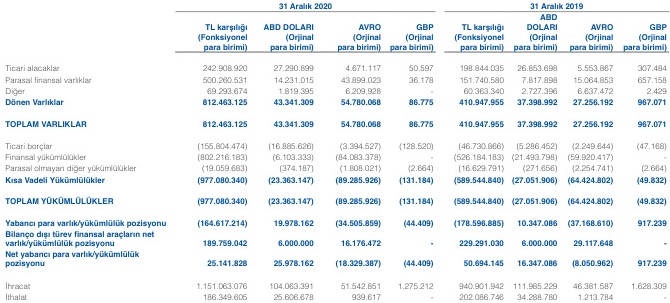 31 Aralık 2020 31 Aralık 2019
ABD
TL karşılığı ABD DOLARI AVRO GBP TL karşılığı DOLARI AVRO GBP
(Fonksiyonel (Orjinal (Orjinal (Orjinal (Fonksiyonel (Orjinal (Orjinal (Orjinal
para birimi) para birimi) para birimi) para birimi) para birimi) para birimi) para birimi) para birimi)
Ticari alacaklar 242.908.920 27.290.899 4.671.117 50.597 198.844.035 26.853.698 5.553.867 307.484
Parasal finansal varlıklar 500.260.531 14.231.015 43.899.023 36.178 151.740.580 7.817.898 15.064.853 657.158
Diğer 69.293.674 1.819.395 6.209.928 - 60.363.340 2.727.396 6.637.472 2.429
Dönen Varlıklar 812.463.125 43.341.309 54.780.068 86.775 410.947.955 37.398.992 27.256.192 967.071
TOPLAM VARLIKLAR 812.463.125 43.341.309 54.780.068 86.775 410.947.955 37.398.992 27.256.192 967.071
Ticari borçlar (155.804.474) (16.885.626) (3.394.527) (128.520) (46.730.866) (5.286.452) (2.249.644) (47.168)
Finansal yükümlülükler (802.216.183) (6.103.333) (84.083.378) - (526.184.183) (21.493.798) (59.920.417) -
Parasal olmayan diğer yükümlülükler (19.059.683) (374.187) (1.808.021) (2.664) (16.629.791) (271.656) (2.254.741) (2.664)
Kısa Vadeli Yükümlülükler (977.080.340) (23.363.147) (89.285.926) (131.184) (589.544.840) (27.051.906) (64.424.802) (49.832)
TOPLAM YÜKÜMLÜLÜKLER (977.080.340) (23.363.147) (89.285.926) (131.184) (589.544.840) (27.051.906) (64.424.802) (49.832)
Yabancı para varlık/yükümlülük pozisyonu (164.617.214) 19.978.162 (34.505.859) (44.409) (178.596.885) 10.347.086 (37.168.610) 917.239
Bilanço dışı türev finansal araçların net
varlık/yükümlülük pozisyonu 189.759.042 6.000.000 16.176.472 - 229.291.030 6.000.000 29.117.648 -
Net yabancı para varlık/yükümlülük
pozisyonu 25.141.828 25.978.162 (18.329.387) (44.409) 50.694.145 16.347.086 (8.050.962) 917.239
İhracat 1.151.063.076 104.063.391 51.542.851 1.275.212 940.901.942 111.985.229 46.381.587 1.628.303
İthalat 186.349.605 25.606.678 939.617 - 202.086.746 34.288.780 1.213.784 -